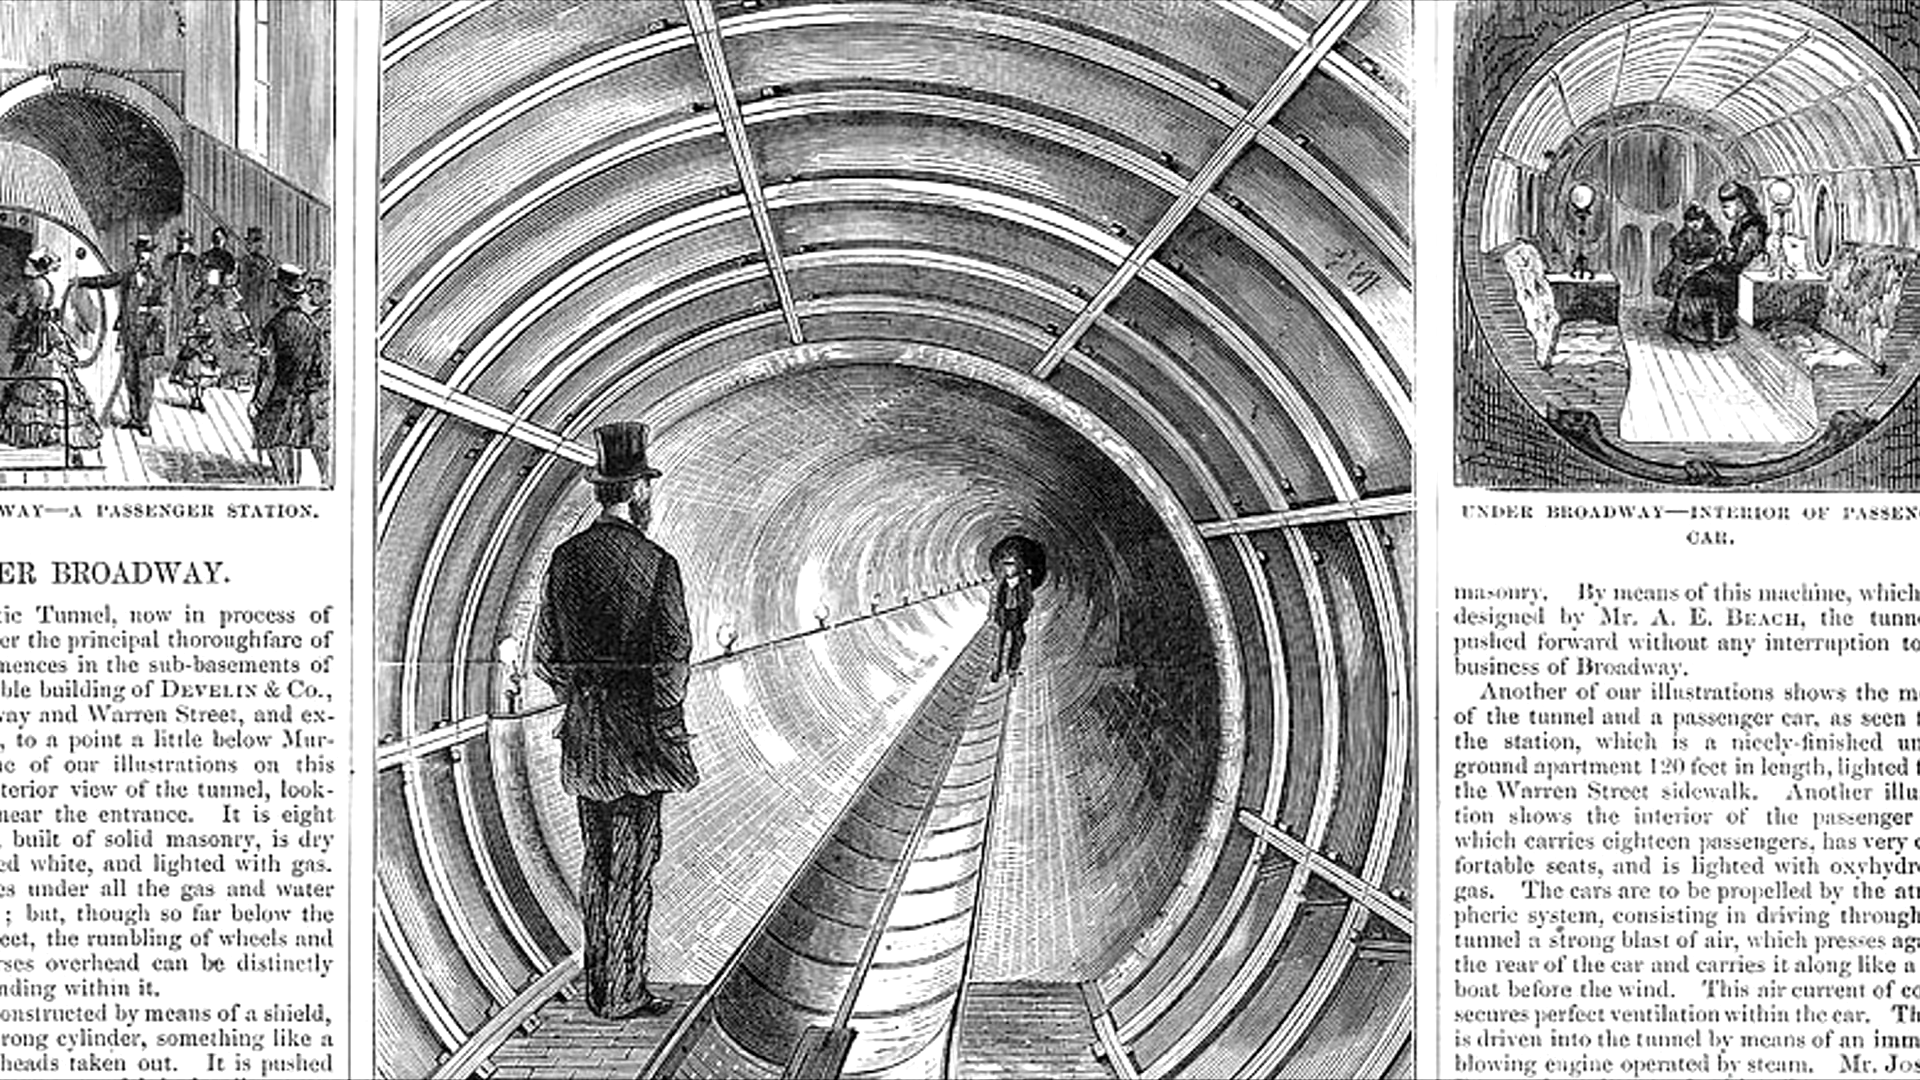 WAY—A PASSENGER STATION.
ER BROADWAY.
tic Tunnel, now in process of
er the principal thoroughfare of
mences in the sub-basements of
ble building of DEVELIN & Co.,
way and Warren Street, and ex-
, to a point a little below Mur-
ne of our illustrations on this
terior view of the tunnel, look-
near the entrance. It is eight
, built of solid masonry, is dry
ed white, and lighted with gas.
es under all the gas and water
; but, though so far below the
eet, the rumbling of wheels and
rses overhead can be distinctly
nding within it.
onstructed by means of a shield,
rong cylinder, something like a
heads taken out. It is pushed
UNDER BROADWAY—INTERIOR OF PASSEN
CAR.
masonry. By means of this machine, which
designed by Mr. A. E. BEACH, the tunne
pushed forward without any interruption to
business of Broadway.
Another of our illustrations shows the m
of the tunnel and a passenger car, as seen
the station, which is a nicely-finished un
ground apartment 120 feet in length, lighted
the Warren Street sidewalk. Another illu
tion shows the interior of the passenger
which carries eighteen passengers, has very c
fortable seats, and is lighted with oxyhydro
gas. The cars are to be propelled by the at
pheric system, consisting in driving through
tunnel a strong blast of air, which presses aga
the rear of the car and carries it along like a
boat before the wind. This air current of co
secures perfect ventilation within the car. Th
is driven into the tunnel by means of an imm
blowing engine operated by steam. Mr. Jos